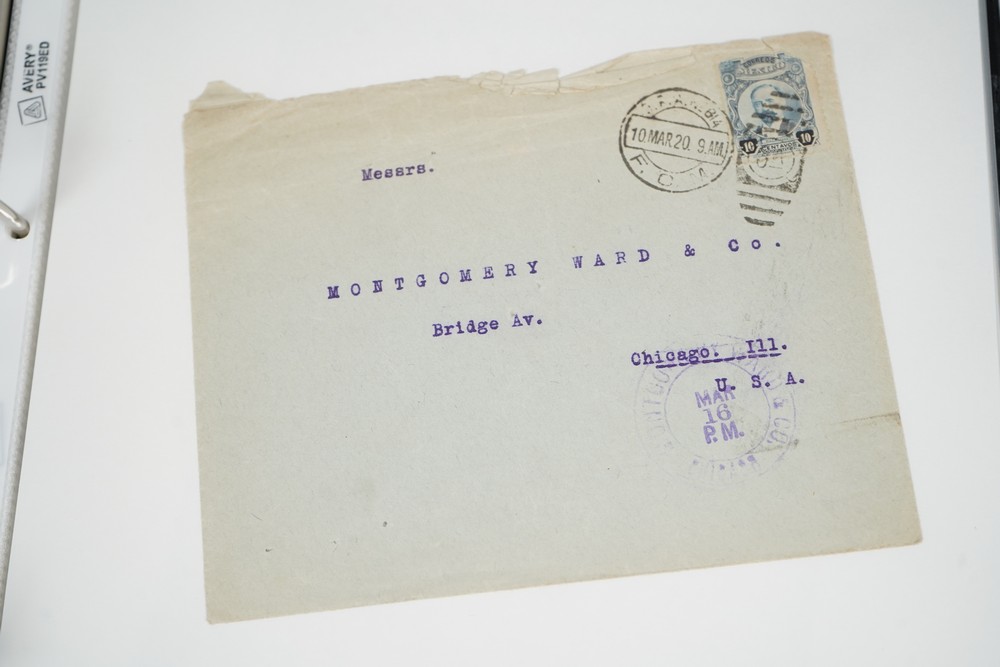 AVERY®
PV119ED
10 MAR 20. 9. AM
CORREOS
MEXICO
10 CENTAVOS 10
Messrs.
MONTGOMERY WARD & Co.
Bridge Av.
Chicago. Ill.
U. S. A.
& CO.
MAR
16
P.M.